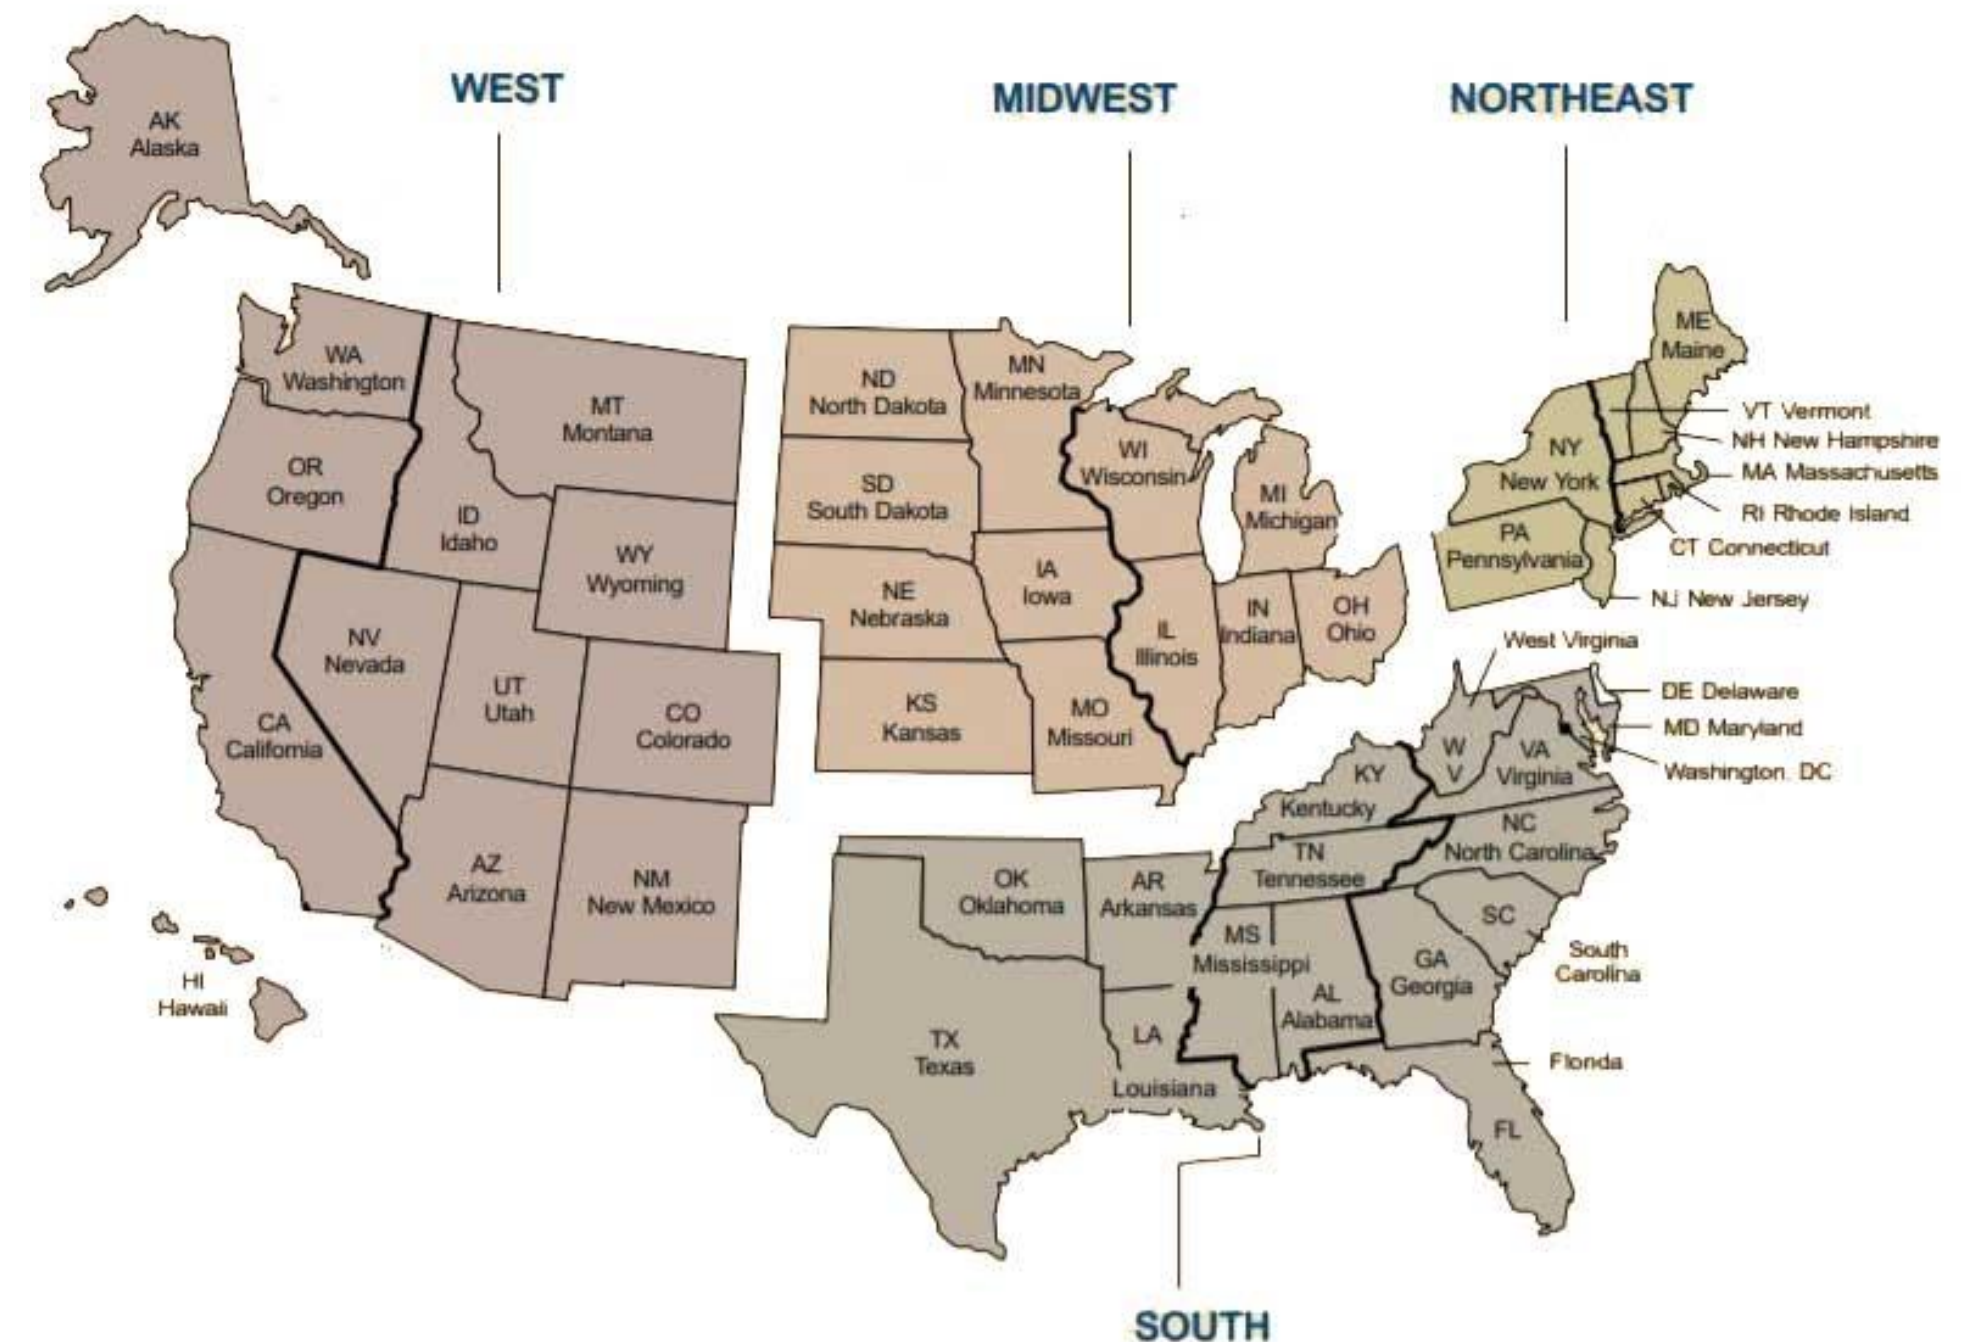 WEST
MIDWEST
NORTHEAST
AK
Alaska
WA
Washington
MT
Montana
OR
Oregon
ID
Idaho
WY
Wyoming
NV
Nevada
UT
Utah
CO
Colorado
CA
California
AZ
Arizona
NM
New Mexico
HI
Hawaii
ND
North Dakota
MN
Minnesota
SD
South Dakota
WI
Wisconsin
MI
Michigan
NE
Nebraska
IA
Iowa
IL
Illinois
IN
Indiana
OH
Ohio
KS
Kansas
MO
Missouri
ME
Maine
VT Vermont
NH New Hampshire
NY
New York
MA Massachusetts
RI Rhode Island
CT Connecticut
PA
Pennsylvania
NJ New Jersey
West Virginia
DE Delaware
MD Maryland
Washington. DC
W
V
VA
Virginia
KY
Kentucky
NC
North Carolina
TN
Tennessee
OK
Oklahoma
AR
Arkansas
SC
South
Carolina
MS
Mississippi
GA
Georgia
AL
Alabama
TX
Texas
LA
Louisiana
Florida
FL
SOUTH